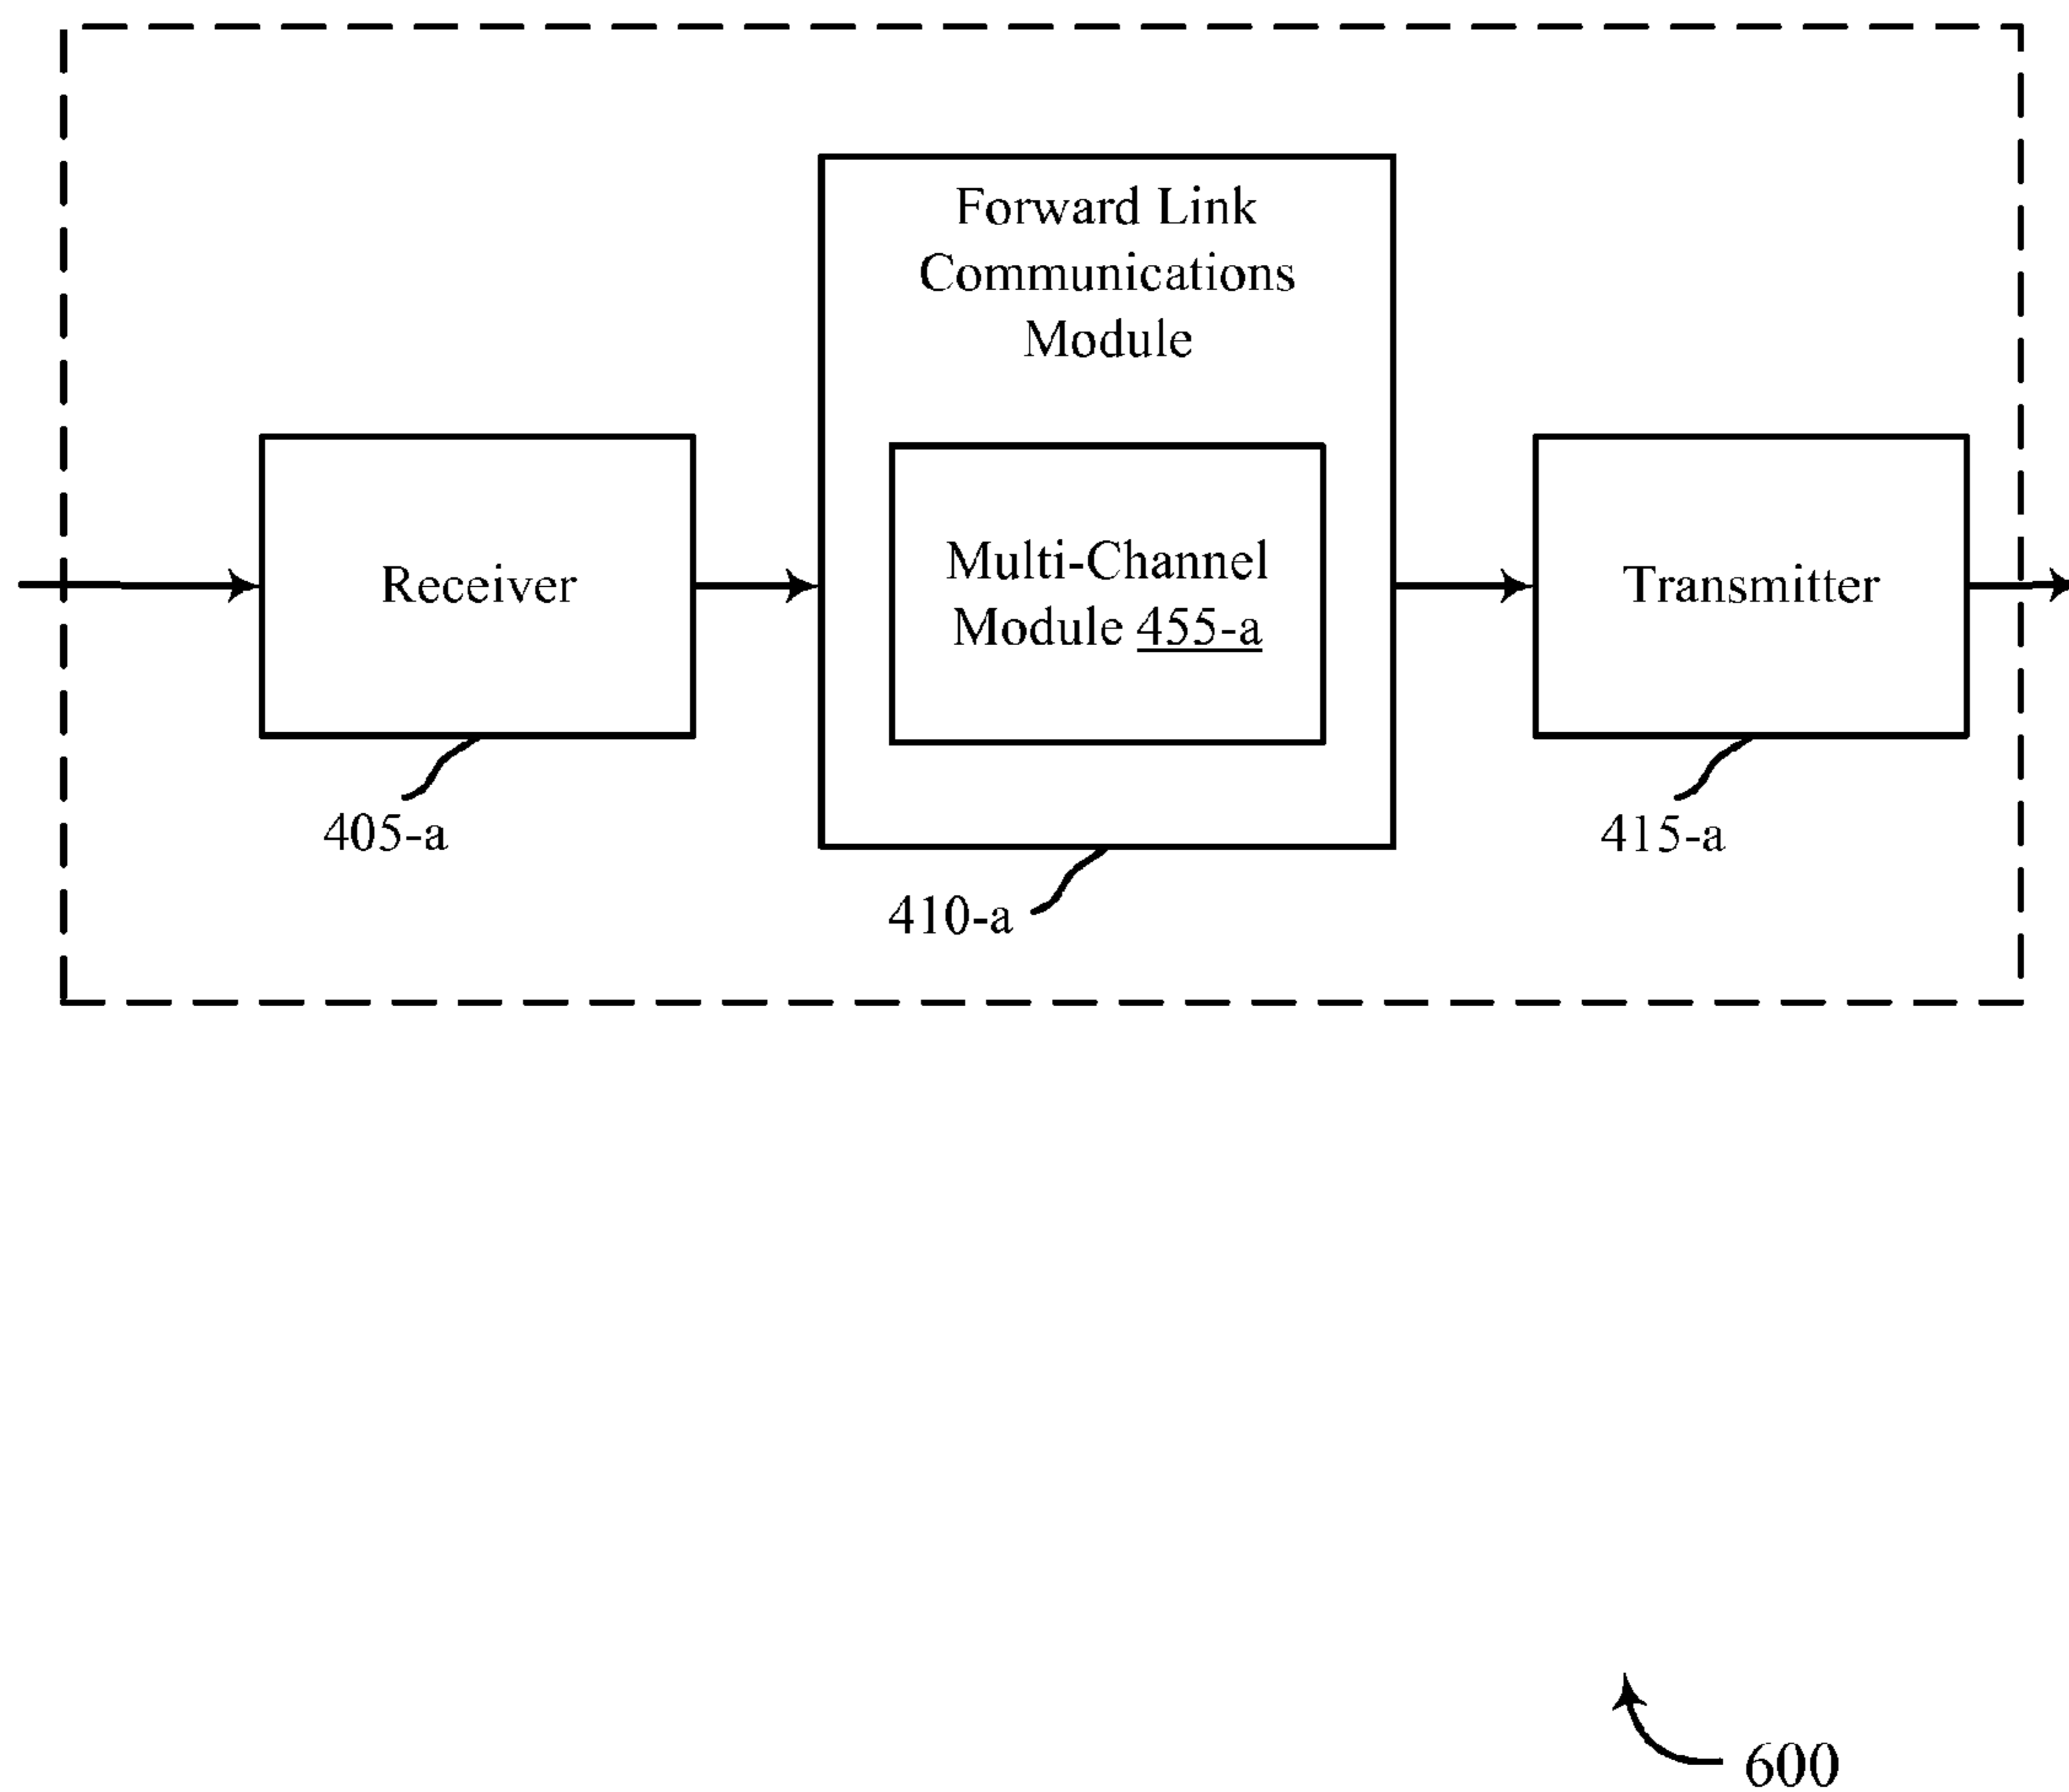 Forward Link
Communications
Module
Receiver
Multi-Channel
Module 455-a
Transmitter
405-a
410-a
415-a
600